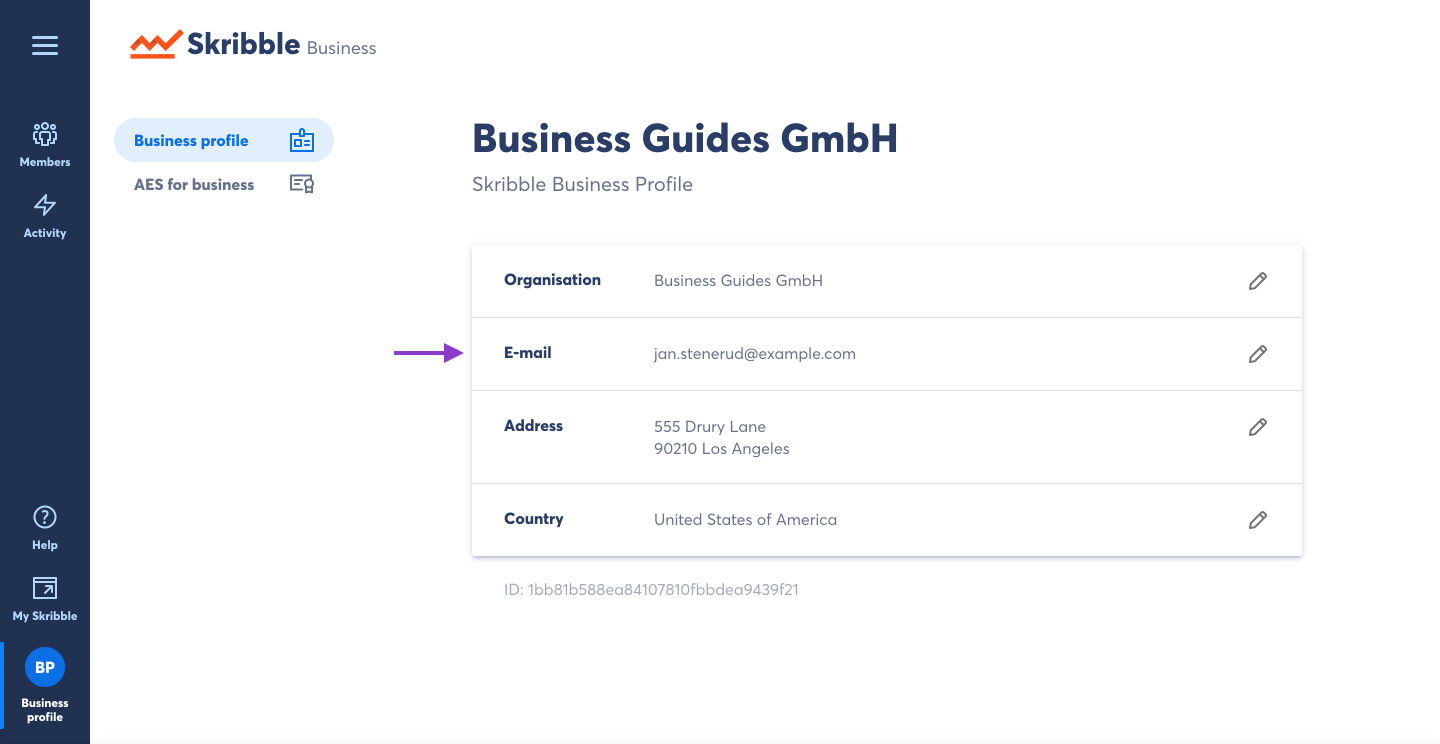 Skribble Business
Members
Activity
Help
My Skribble
BP
Business
profile
Business profile
AES for business
Business Guides GmbH
Skribble Business Profile
Organisation Business Guides GmbH
E-mail jan.stenerud@example.com
Address 555 Drury Lane
90210 Los Angeles
Country United States of America
ID: 1bb81b588ea84107810fbbdea9439f21